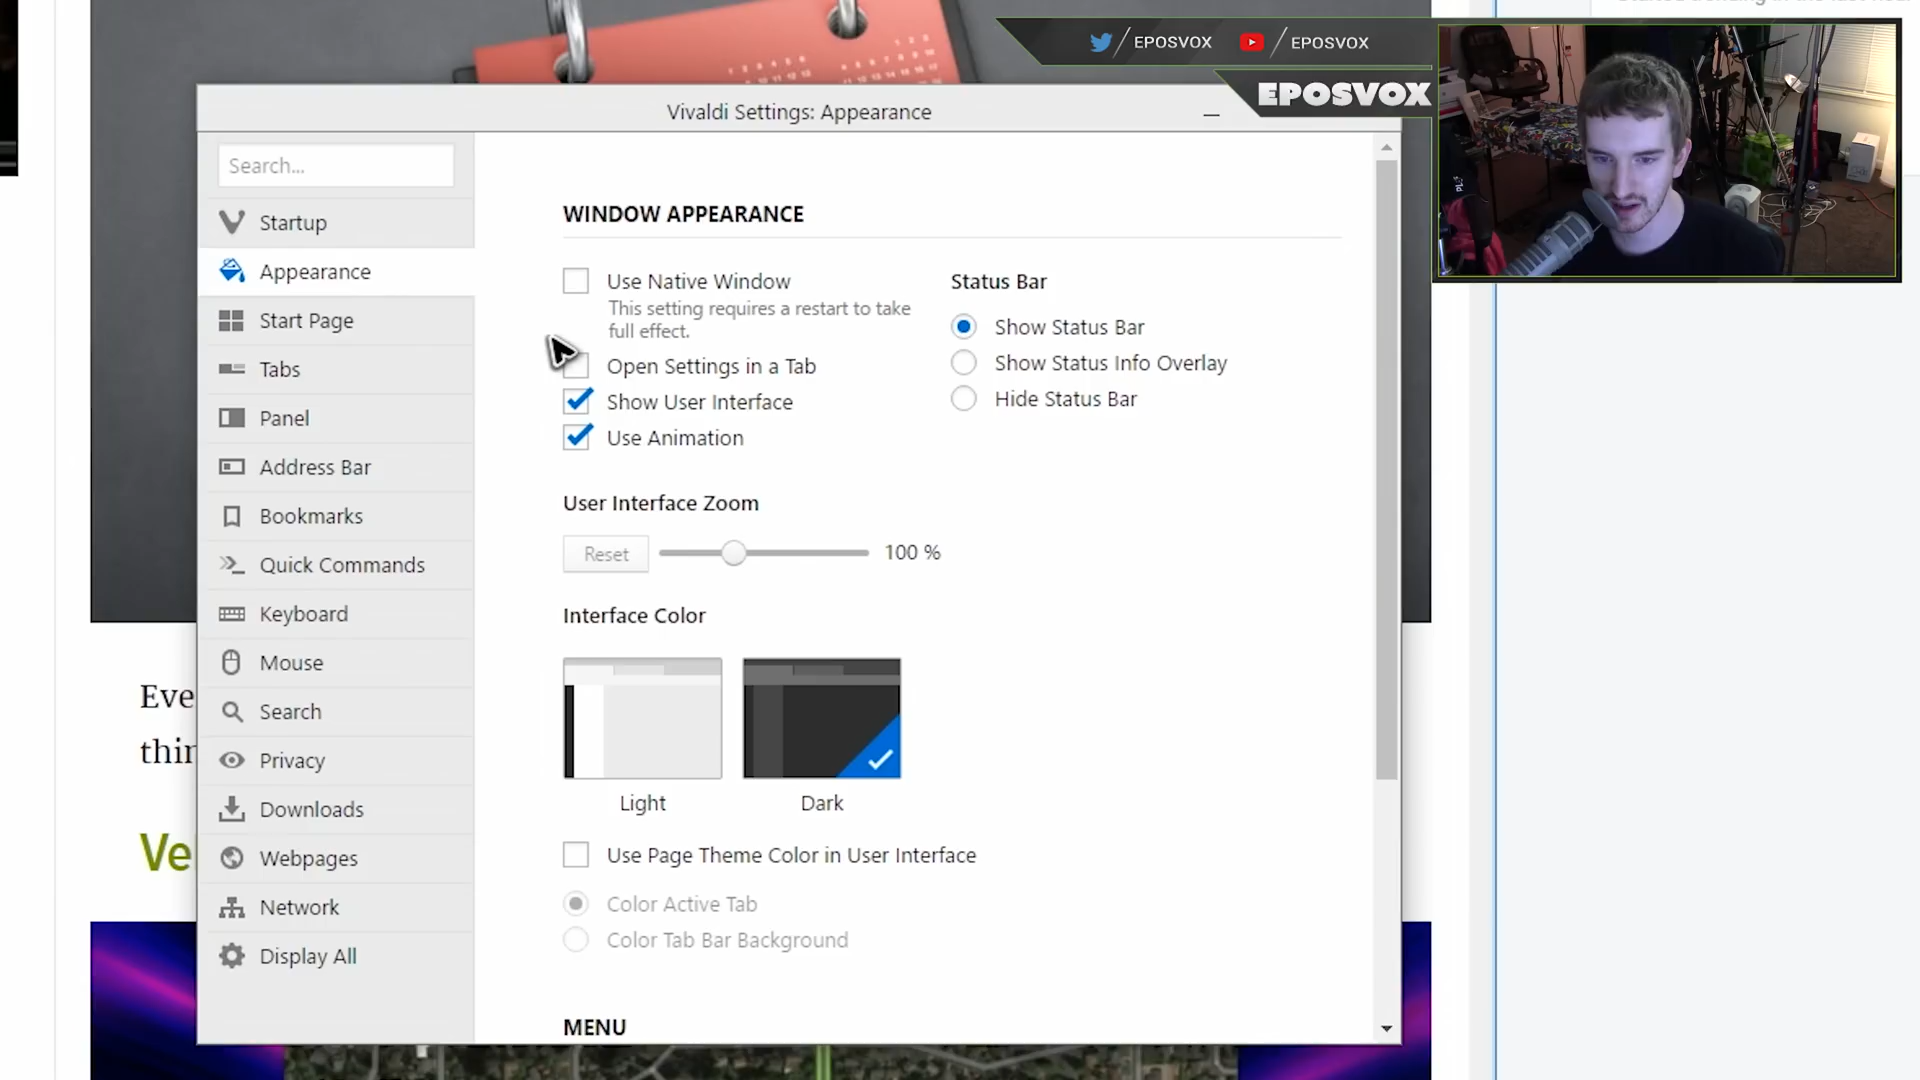 EPOSVOX
EPOSVOX
EPOSVOX
Vivaldi Settings: Appearance
Search...
Startup
Appearance
Start Page
Tabs
Panel
Address Bar
Bookmarks
Quick Commands
Keyboard
Mouse
Search
Privacy
Downloads
Webpages
Network
Display All
WINDOW APPEARANCE
Use Native Window
This setting requires a restart to take
full effect.
Open Settings in a Tab
Show User Interface
Use Animation
Status Bar
Show Status Bar
Show Status Info Overlay
Hide Status Bar
User Interface Zoom
Reset
100 %
Interface Color
Light
Dark
Use Page Theme Color in User Interface
Color Active Tab
Color Tab Bar Background
MENU
Eve
thin
Ve